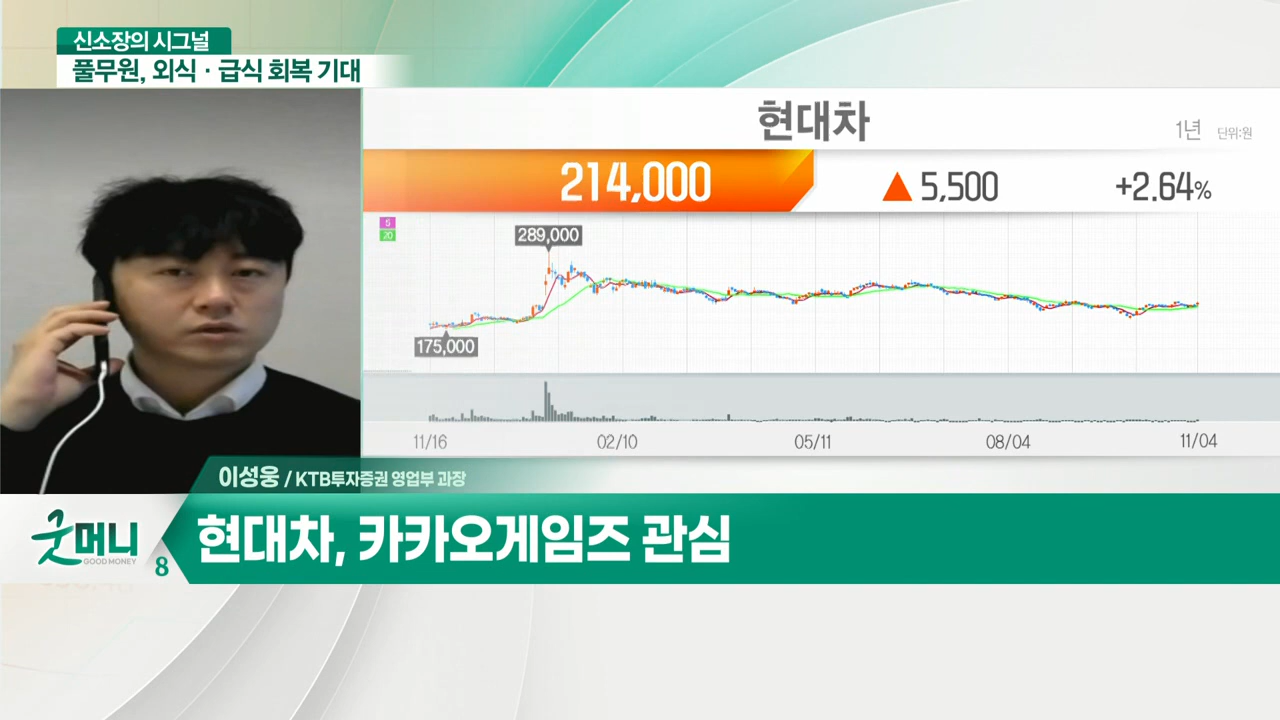 신소장의 시그널
풀무원, 외식 · 급식 회복 기대
현대차
1년 단위:원
214,000 ▲ 5,500 +2.64%
5
20
289,000
175,000
11/16 02/10 05/11 08/04 11/04
이성웅 / KTB투자증권 영업부 과장
굿머니
GOOD MONEY
8
현대차, 카카오게임즈 관심